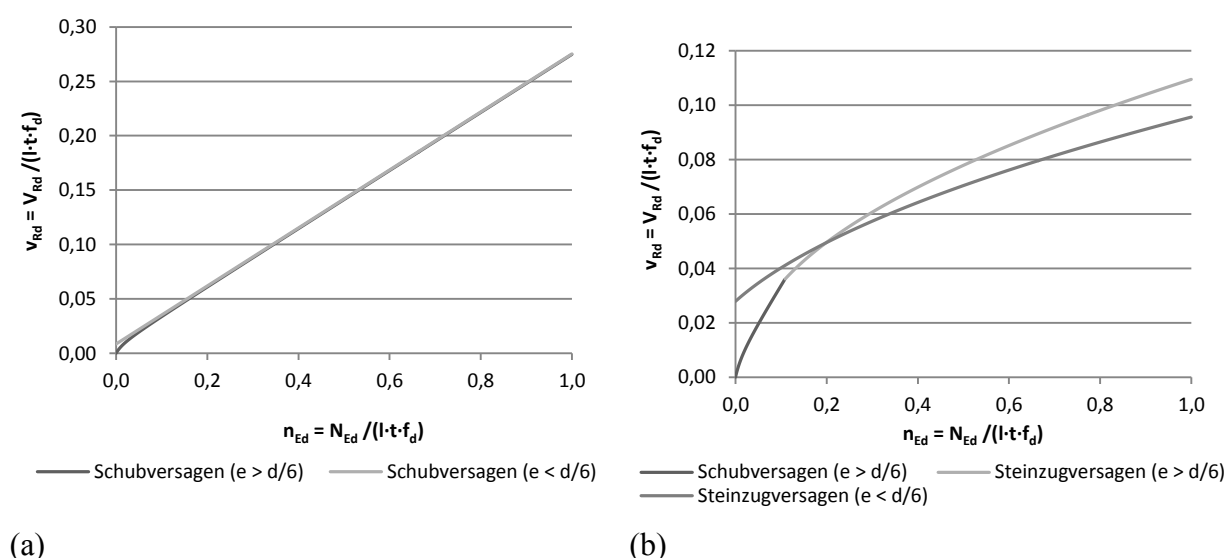 0,30
0,25
0,20
0,15
0,10
0,05
0,00
v_Rd = V_Rd /(l·t·f_d)
0,0 0,2 0,4 0,6 0,8 1,0
n_Ed = N_Ed /(l·t·f_d)
Schubversagen (e > d/6) Schubversagen (e < d/6)
(a)
0,12
0,10
0,08
0,06
0,04
0,02
0,00
v_Rd = V_Rd /(l·t·f_d)
0,0 0,2 0,4 0,6 0,8 1,0
n_Ed = N_Ed /(l·t·f_d)
Schubversagen (e > d/6) Steinzugversagen (e > d/6)
Steinzugversagen (e < d/6)
(b)